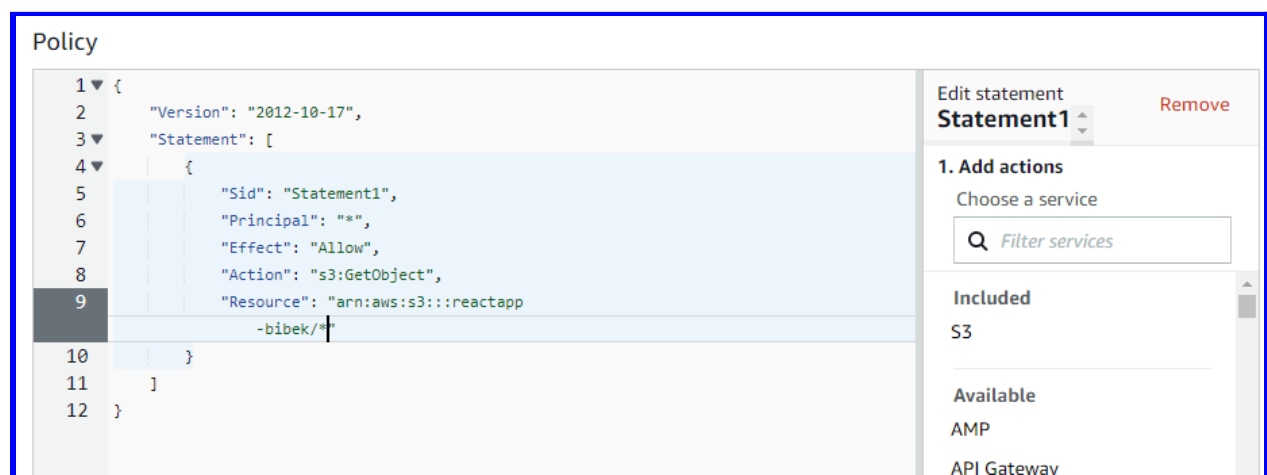 Policy
1 {
2 "Version": "2012-10-17",
3 "Statement": [
4 {
5 "Sid": "Statement1",
6 "Principal": "*",
7 "Effect": "Allow",
8 "Action": "s3:GetObject",
9 "Resource": "arn:aws:s3:::reactapp
-bibek/*"
10 }
11 ]
12 }
Edit statement
Statement1
Remove
1. Add actions
Choose a service
Filter services
Included
S3
Available
AMP
API Gateway